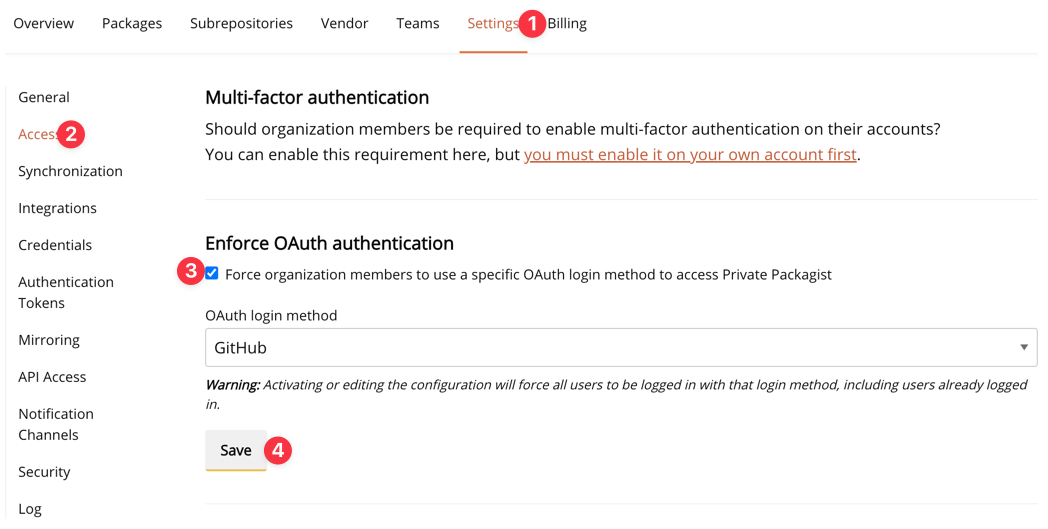 Overview Packages Subrepositories Vendor Teams Settings 1 Billing
General
Access 2
Synchronization
Integrations
Credentials
Authentication
Tokens
Mirroring
API Access
Notification
Channels
Security
Log
Multi-factor authentication
Should organization members be required to enable multi-factor authentication on their accounts?
You can enable this requirement here, but you must enable it on your own account first.
Enforce OAuth authentication
3 Force organization members to use a specific OAuth login method to access Private Packagist
OAuth login method
GitHub
Warning: Activating or editing the configuration will force all users to be logged in with that login method, including users already logged
in.
Save 4